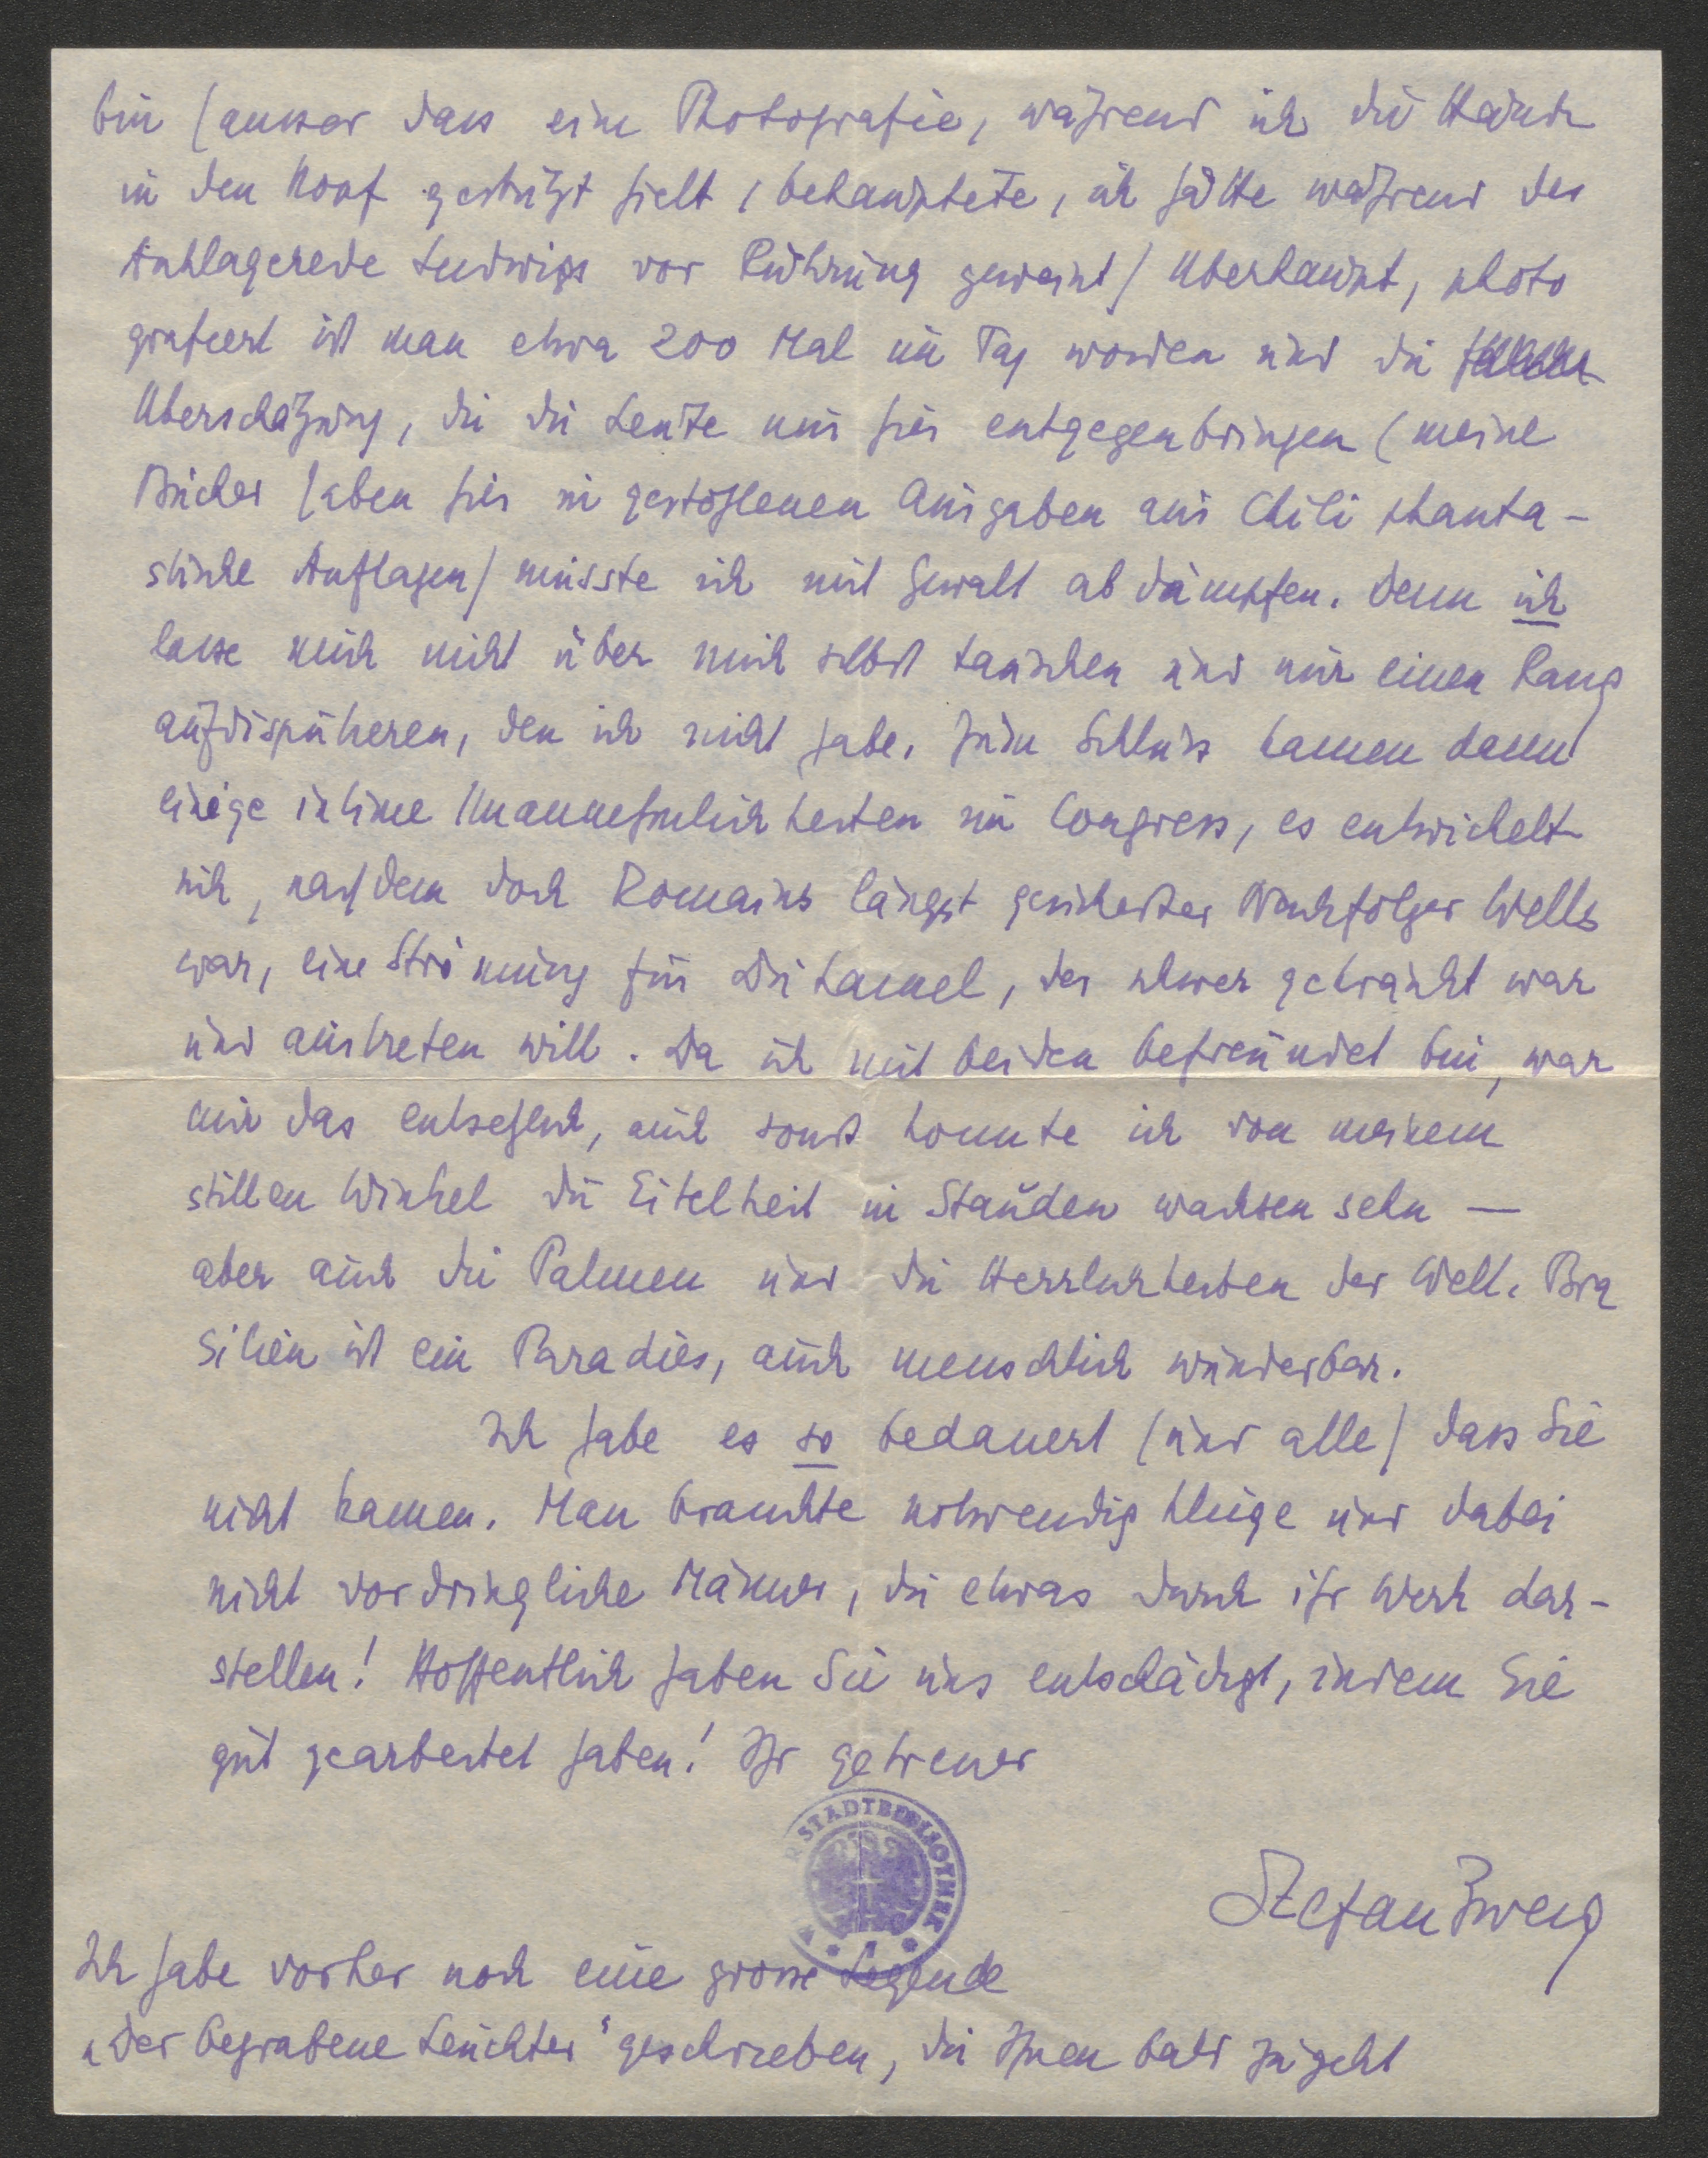 bin (ausser dass eine Photografie, während ich die Hände
in den Kopf gestützt hielt, behauptete, ich hätte während der
Anklagerede Ludwigs vor Rührung geweint) Überhaupt, photo
grafiert ist man etwa 200 Mal im Tag worden und die
Überschätzung, die die Leute mir hier entgegenbringen (meine
Bücher haben hier in gestohlenen Ausgaben aus Chili phanta-
stische Auflagen) musste ich mit Gewalt abdämpfen. Denn ich
lasse mich nicht über mich selbst täuschen und mir einen Rang
aufdisputieren, den ich nicht habe. Zum Schluss kamen dann
einige intime Unannehmlichkeiten im Congress, es entwickelt
sich, nachdem doch Romains längst gesicherter Nachfolger Wells
war, eine Strömung für Duhamel, der schwer gekränkt war
und austreten will. Da ich mit beiden befreundet bin, war
mir das entsetzlich, auch sonst konnte ich von meinem
stillen Winkel die Eitelkeit in Stauden wachsen sehn —
aber auch die Palmen und die Herrlichkeiten der Welt. Bra
silien ist ein Paradies, auch menschlich wunderbar.
Ich habe es so bedauert (und alle) dass Sie
nicht kamen. Man brauchte notwendig kluge und dabei
nicht vordringliche Männer, die etwas durch ihr Werk dar-
stellen! Hoffentlich haben Sie uns entschädigt, indem Sie
gut gearbeitet haben! Ihr getreuer
STADTBIBLIOTHEK
Stefan Zweig
Ich habe vorher noch eine grosse Legende
„Der begrabene Leuchter“ geschrieben, die Ihnen bald zugeht